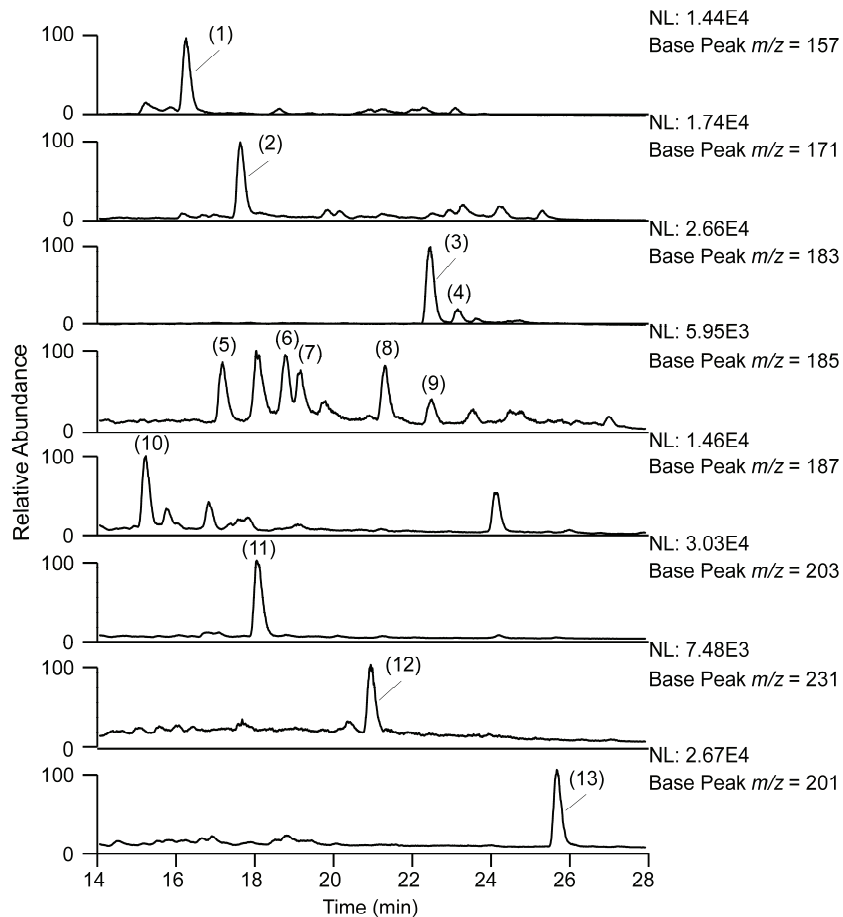 NL: 1.44E4
100
(1)
Base Peak m/z = 157
0
NL: 1.74E4
100
(2)
Base Peak m/z = 171
0
NL: 2.66E4
100
(3)
Base Peak m/z = 183
(4)
0
NL: 5.95E3
100
(5)
(6)
(7)
(8)
(9)
Base Peak m/z = 185
0
NL: 1.46E4
100
(10)
Base Peak m/z = 187
0
NL: 3.03E4
100
(11)
Base Peak m/z = 203
0
NL: 7.48E3
100
(12)
Base Peak m/z = 231
0
NL: 2.67E4
100
(13)
Base Peak m/z = 201
0
Relative Abundance
14 16 18 20 22 24 26 28
Time (min)